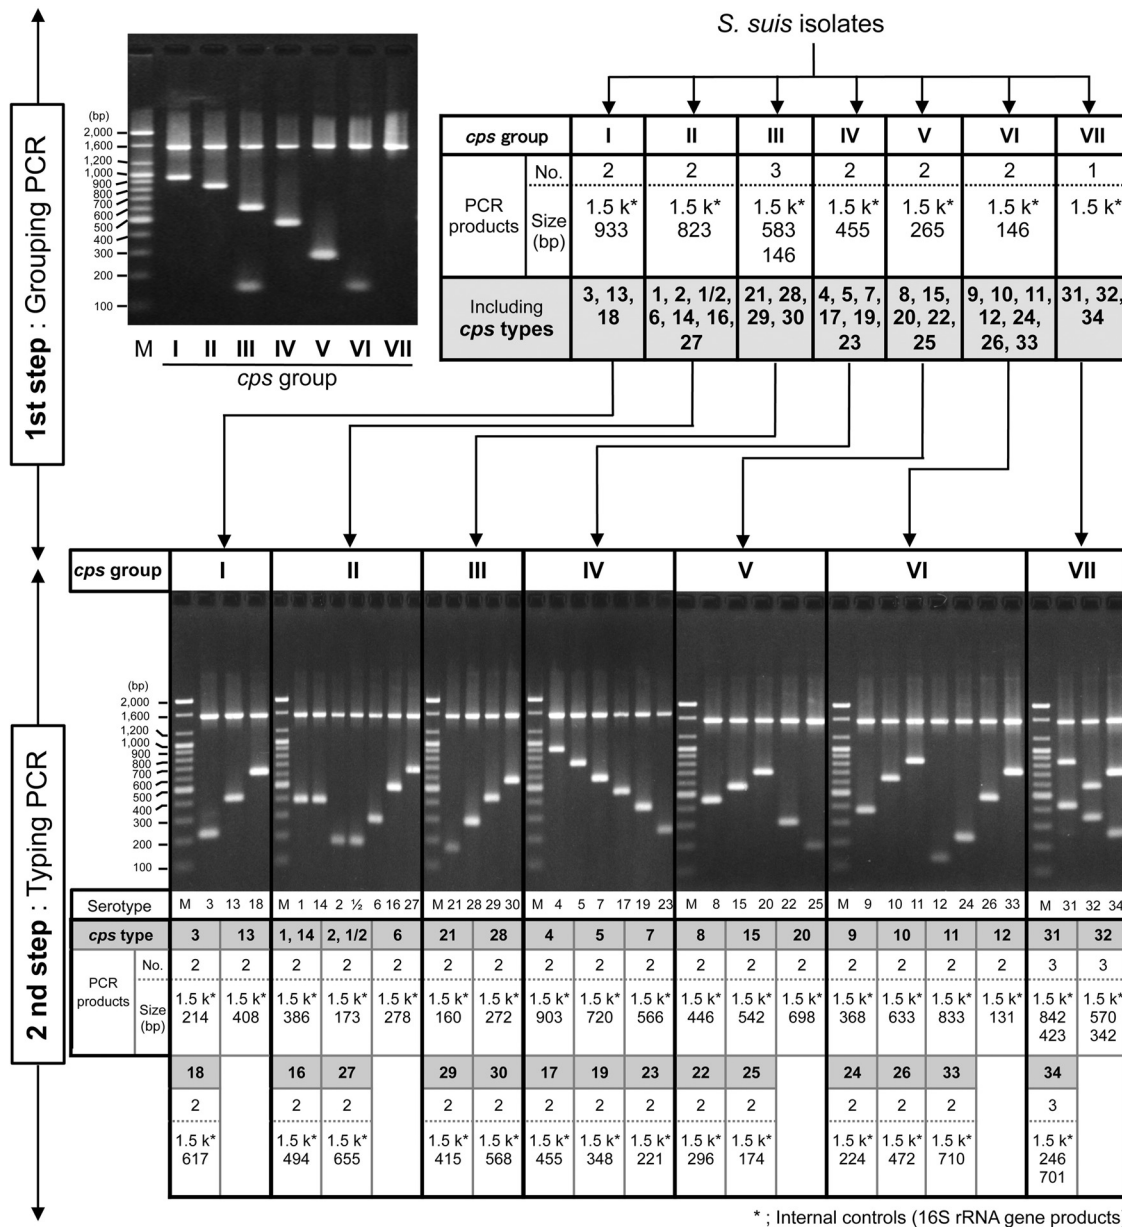 S. suis isolates
1st step : Grouping PCR
(bp)
2,000
1,600
1,200
1,000
900
800
700
600
500
400
300
200
100
M I II III IV V VI VII
cps group
cps group I II III IV V VI VII
PCR products
No. 2 2 3 2 2 2 1
Size (bp)
1.5 k* 1.5 k* 1.5 k* 1.5 k* 1.5 k* 1.5 k* 1.5 k*
933 823 583 455 265 146
146
Including cps types
3, 13, 1, 2, 1/2, 21, 28, 4, 5, 7, 8, 15, 9, 10, 11, 31, 32,
18 6, 14, 16, 29, 30 17, 19, 20, 22, 12, 24, 34
27 23 25 26, 33
2 nd step : Typing PCR
cps group I II III IV V VI VII
(bp)
2,000
1,600
1,200
1,000
900
800
700
600
500
400
300
200
100
Serotype M 3 13 18 M 1 14 2 ½ 6 16 27 M 21 28 29 30 M 4 5 7 17 19 23 M 8 15 20 22 25 M 9 10 11 12 24 26 33 M 31 32 34
cps type 3 13 1, 14 2, 1/2 6 21 28 4 5 7 8 15 20 9 10 11 12 31 32
PCR products
No. 2 2 2 2 2 2 2 2 2 2 2 2 2 2 2 2 2 3 3
Size (bp)
1.5 k* 1.5 k* 1.5 k* 1.5 k* 1.5 k* 1.5 k* 1.5 k* 1.5 k* 1.5 k* 1.5 k* 1.5 k* 1.5 k* 1.5 k* 1.5 k* 1.5 k* 1.5 k* 1.5 k* 1.5 k* 1.5 k*
214 408 386 173 278 160 272 903 720 566 446 542 698 368 633 833 131 842 570
423 342
18 16 27 29 30 17 19 23 22 25 24 26 33 34
2 2 2 2 2 2 2 2 2 2 2 2 2 3
1.5 k* 1.5 k* 1.5 k* 1.5 k* 1.5 k* 1.5 k* 1.5 k* 1.5 k* 1.5 k* 1.5 k* 1.5 k* 1.5 k* 1.5 k* 1.5 k*
617 494 655 415 568 455 348 221 296 174 224 472 710 246
701
* ; Internal controls (16S rRNA gene products